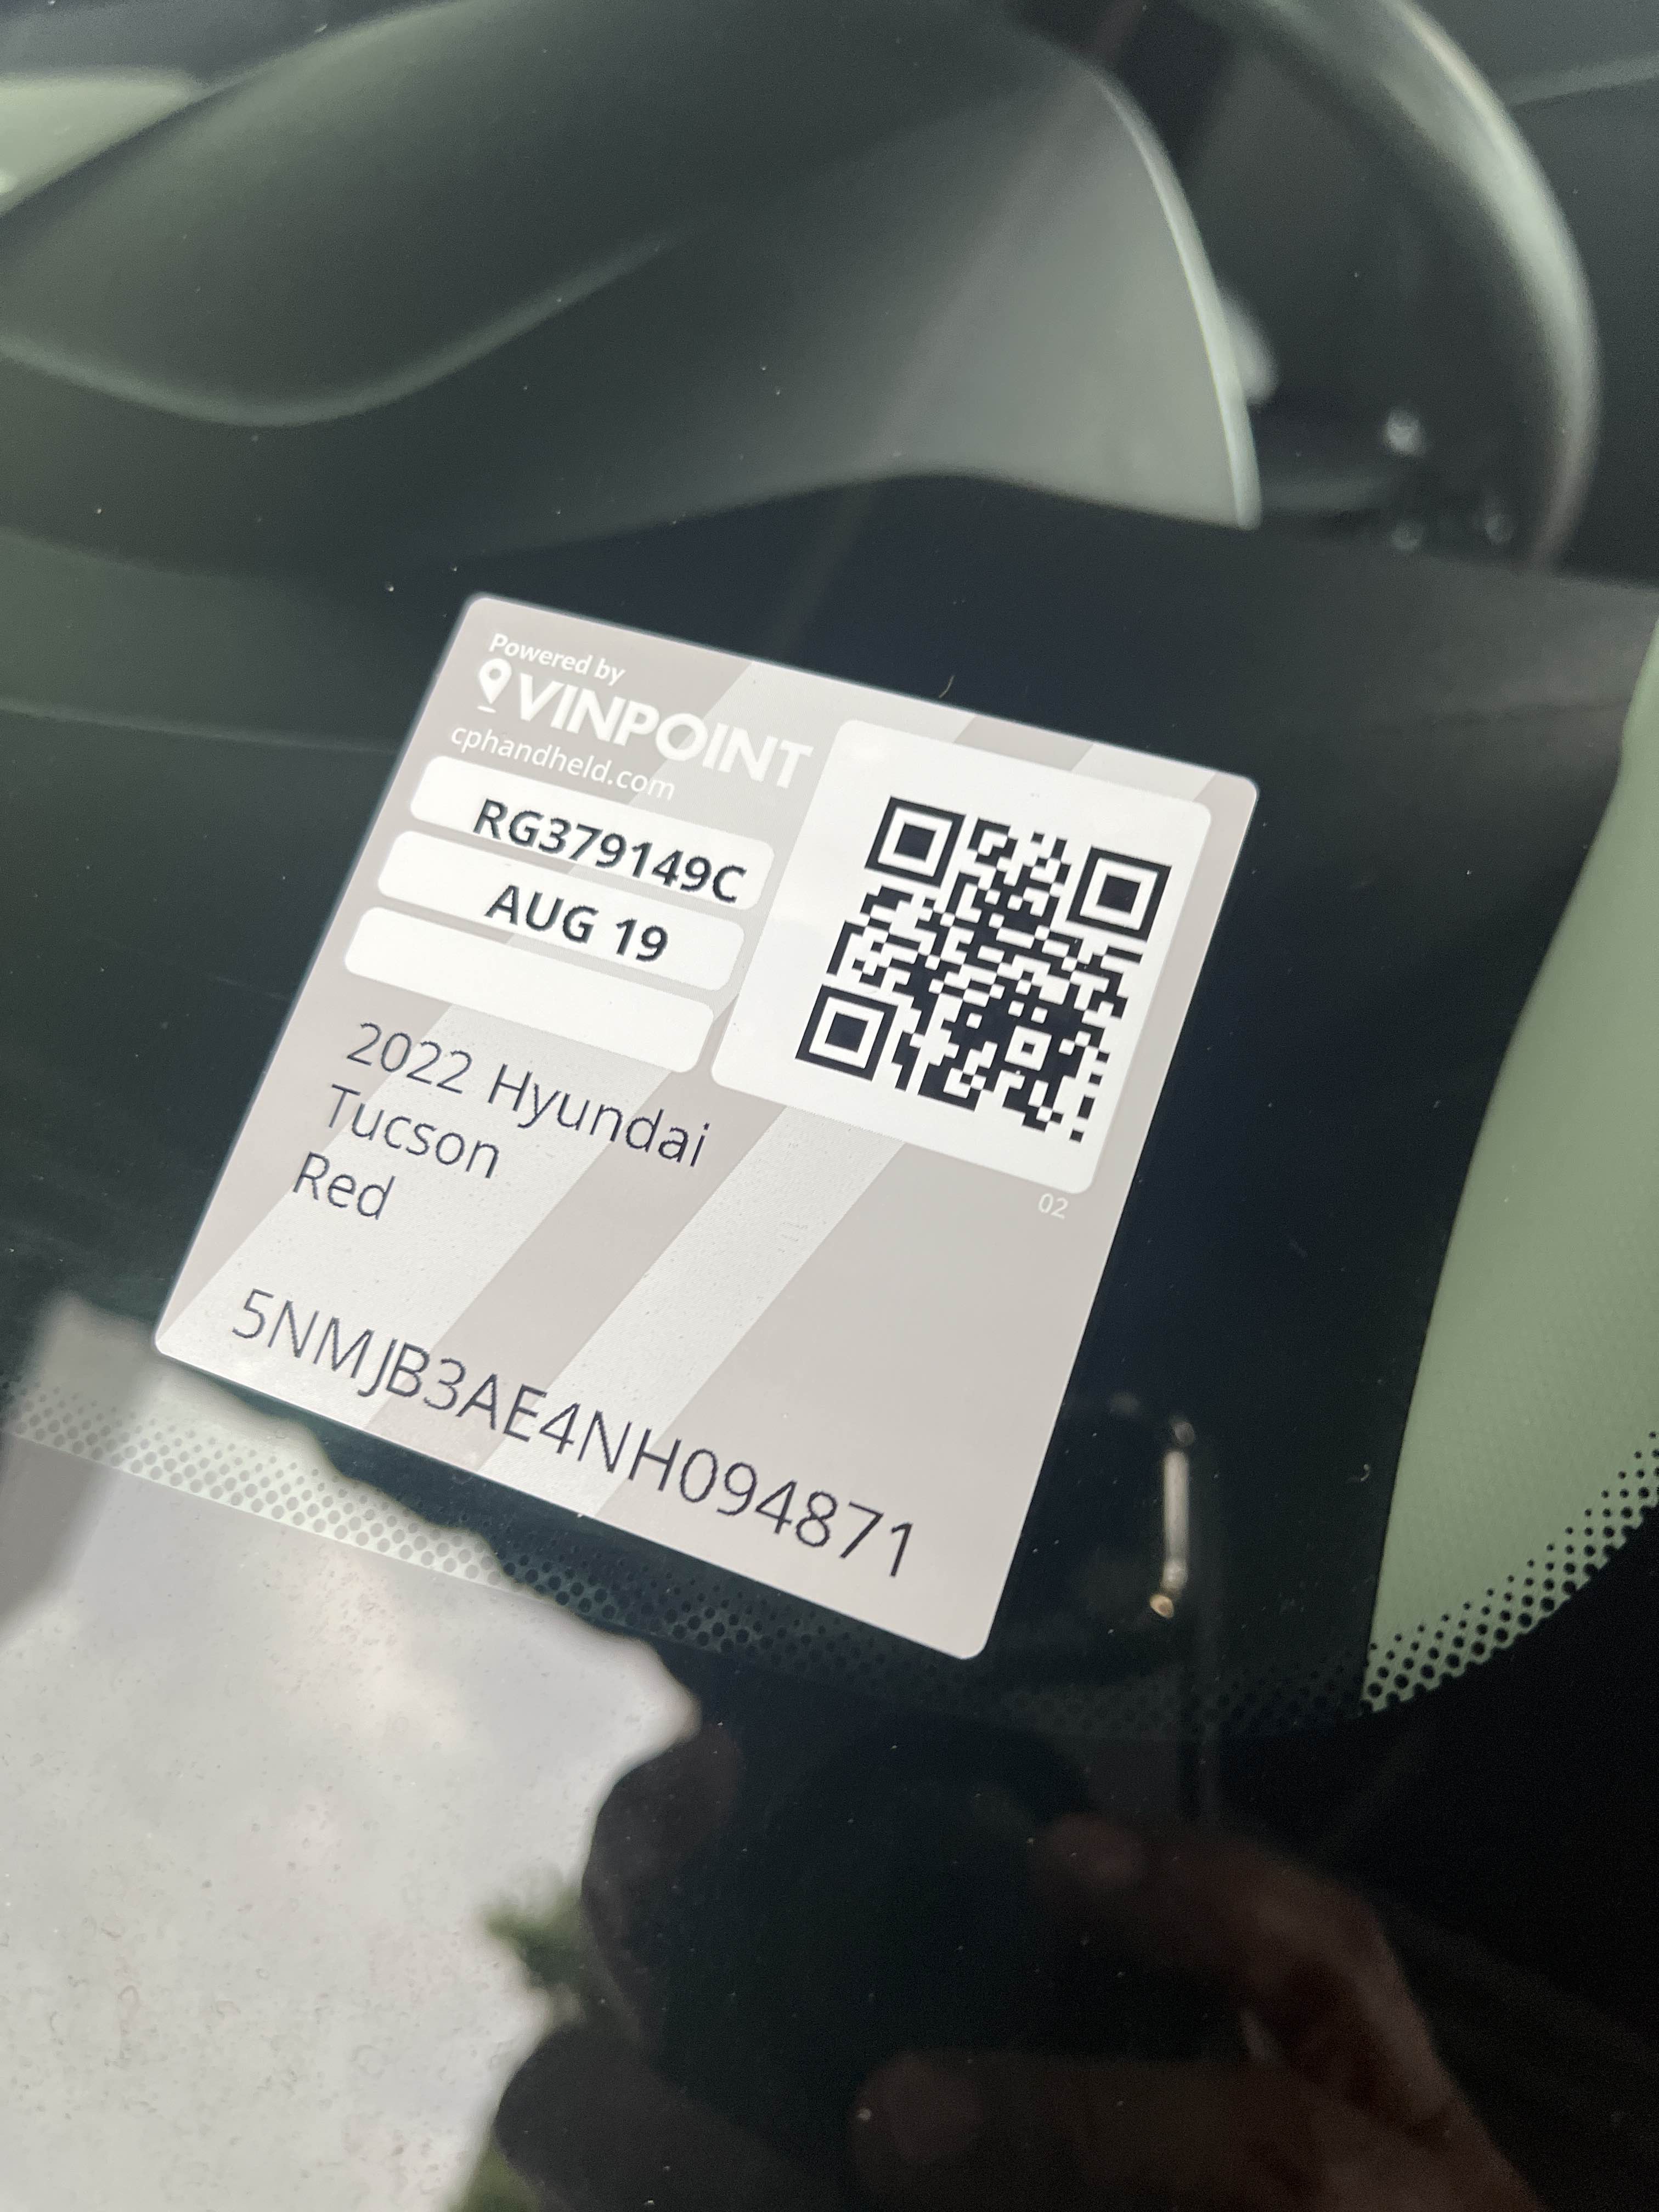 Powered by
VINPOINT
cphandheld.com
RG379149C
AUG 19
2022 Hyundai
Tucson
Red
02
5NMJB3AE4NH094871